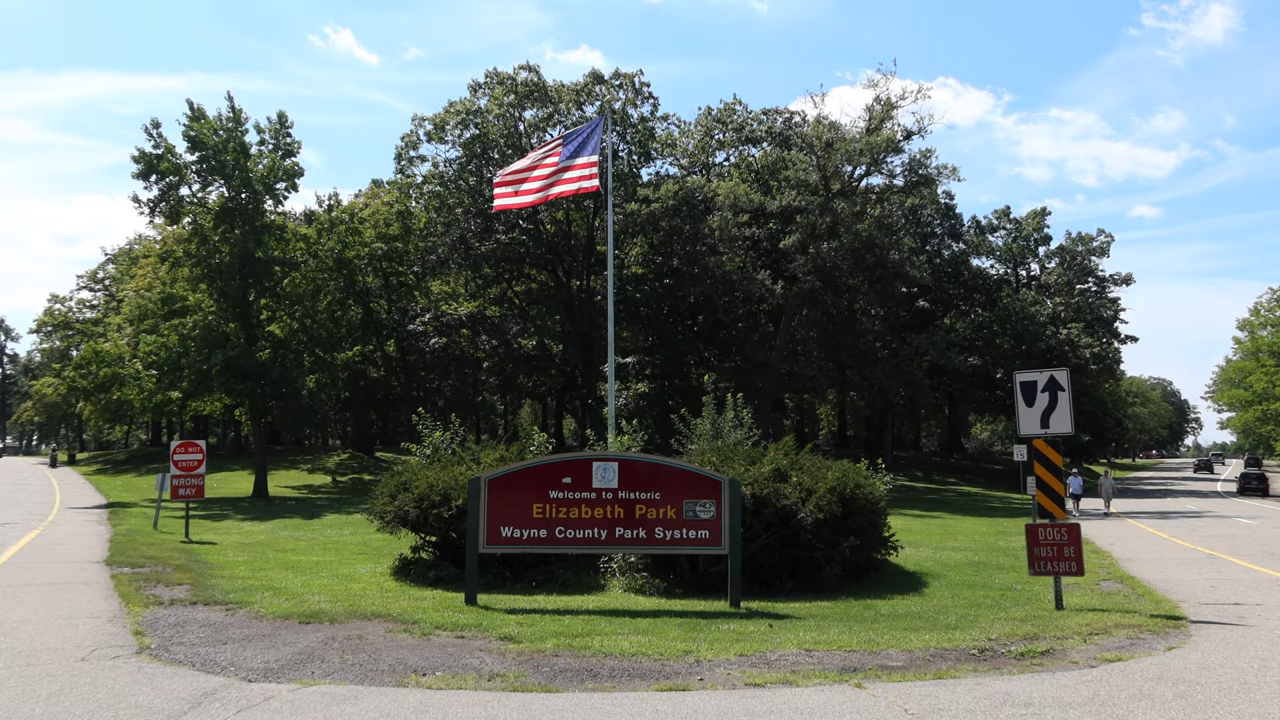 DO NOT
ENTER
WRONG
WAY
Welcome to Historic
Elizabeth Park
Wayne County Park System
15
DOGS
MUST BE
LEASHED